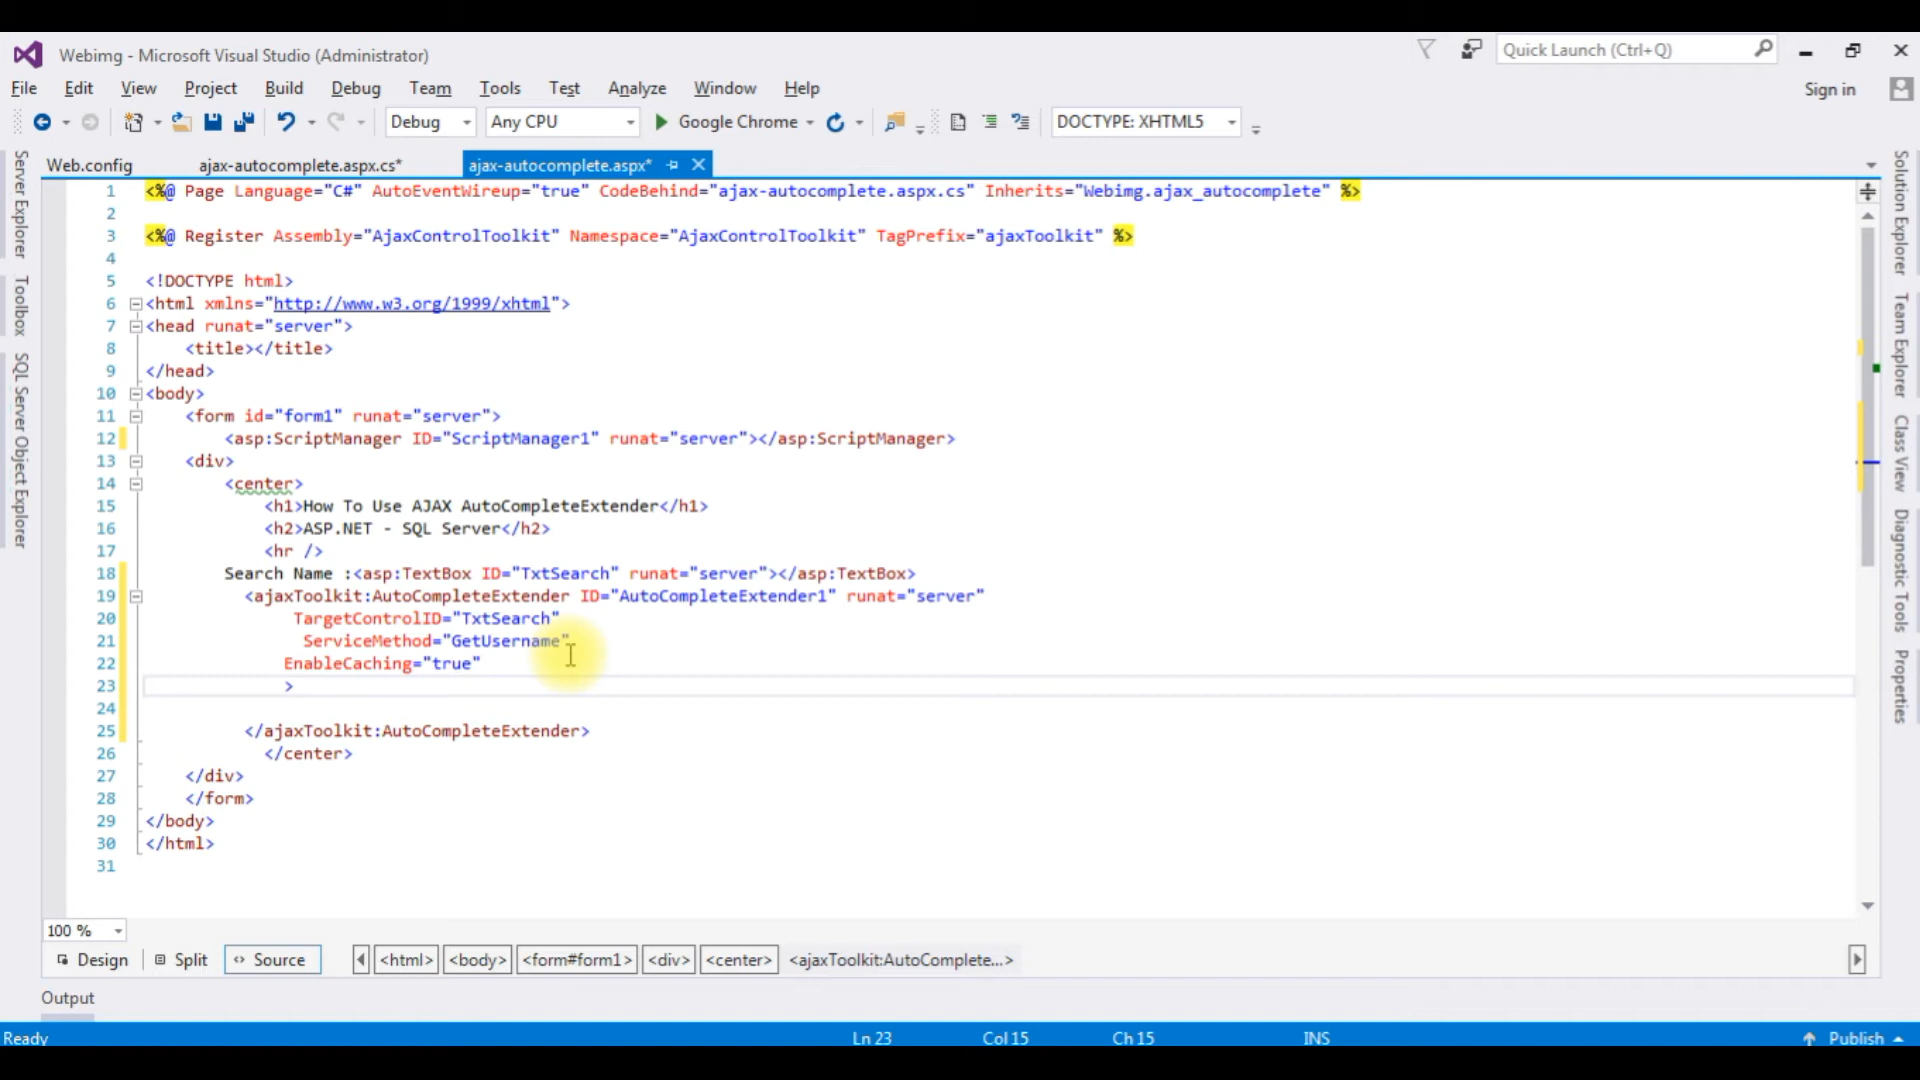 Webimg - Microsoft Visual Studio (Administrator)
Quick Launch (Ctrl+Q)
File Edit View Project Build Debug Team Tools Test Analyze Window Help
Sign in
Debug Any CPU Google Chrome DOCTYPE: XHTML5
Web.config ajax-autocomplete.aspx.cs* ajax-autocomplete.aspx*
Server Explorer
Toolbox
SQL Server Object Explorer
1 <%@ Page Language="C#" AutoEventWireup="true" CodeBehind="ajax-autocomplete.aspx.cs" Inherits="Webimg.ajax_autocomplete" %>
2
3 <%@ Register Assembly="AjaxControlToolkit" Namespace="AjaxControlToolkit" TagPrefix="ajaxToolkit" %>
4
5 <!DOCTYPE html>
6 <html xmlns="http://www.w3.org/1999/xhtml">
7 <head runat="server">
8 <title></title>
9 </head>
10 <body>
11 <form id="form1" runat="server">
12 <asp:ScriptManager ID="ScriptManager1" runat="server"></asp:ScriptManager>
13 <div>
14 <center>
15 <h1>How To Use AJAX AutoCompleteExtender</h1>
16 <h2>ASP.NET - SQL Server</h2>
17 <hr />
18 Search Name :<asp:TextBox ID="TxtSearch" runat="server"></asp:TextBox>
19 <ajaxToolkit:AutoCompleteExtender ID="AutoCompleteExtender1" runat="server"
20 TargetControlID="TxtSearch"
21 ServiceMethod="GetUsername"
22 EnableCaching="true"
23 >
24
25 </ajaxToolkit:AutoCompleteExtender>
26 </center>
27 </div>
28 </form>
29 </body>
30 </html>
31
Solution Explorer
Team Explorer
Class View
Diagnostic Tools
Properties
100 %
Design Split Source <html> <body> <form#form1> <div> <center> <ajaxToolkit:AutoComplete...>
Output
Ready Ln 23 Col 15 Ch 15 INS Publish